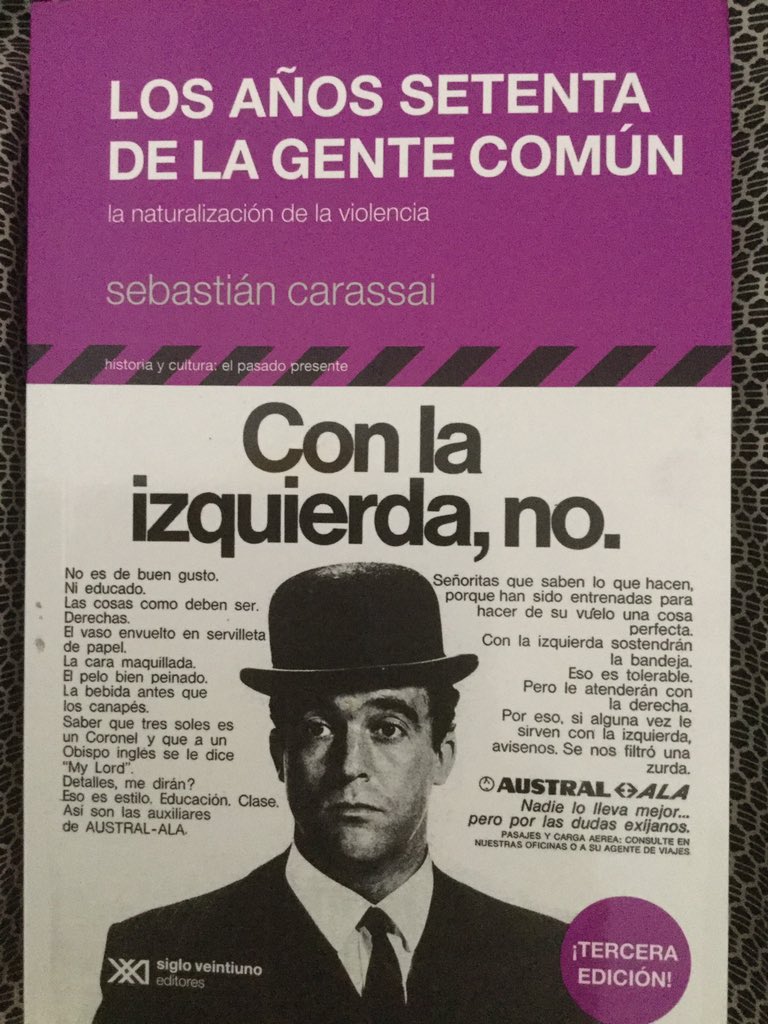 LOS AÑOS SETENTA
DE LA GENTE COMÚN
la naturalización de la violencia
sebastián carassai
historia y cultura: el pasado presente
Con la
izquierda, no.
No es de buen gusto.
Ni educado.
Las cosas como deben ser.
Derechas.
El vaso envuelto en servilleta
de papel.
La cara maquillada.
El pelo bien peinado.
La bebida antes que
los canapés.
Saber que tres soles es
un Coronel y que a un
Obispo inglés se le dice
"My Lord".
Detalles, me dirán?
Eso es estilo. Educación. Clase.
Así son las auxiliares
de AUSTRAL-ALA.
Señoritas que saben lo que hacen,
porque han sido entrenadas para
hacer de su vuelo una cosa
perfecta.
Con la izquierda sostendrán
la bandeja.
Eso es tolerable.
Pero le atenderán con
la derecha.
Por eso, si alguna vez le
sirven con la izquierda,
avisenos. Se nos filtró una
zurda.
AUSTRAL ALA
Nadie lo lleva mejor...
pero por las dudas exíjanos.
PASAJES Y CARGA AEREA: CONSULTE EN
NUESTRAS OFICINAS O A SU AGENTE DE VIAJES
siglo veintiuno
editores
¡TERCERA
EDICIÓN!